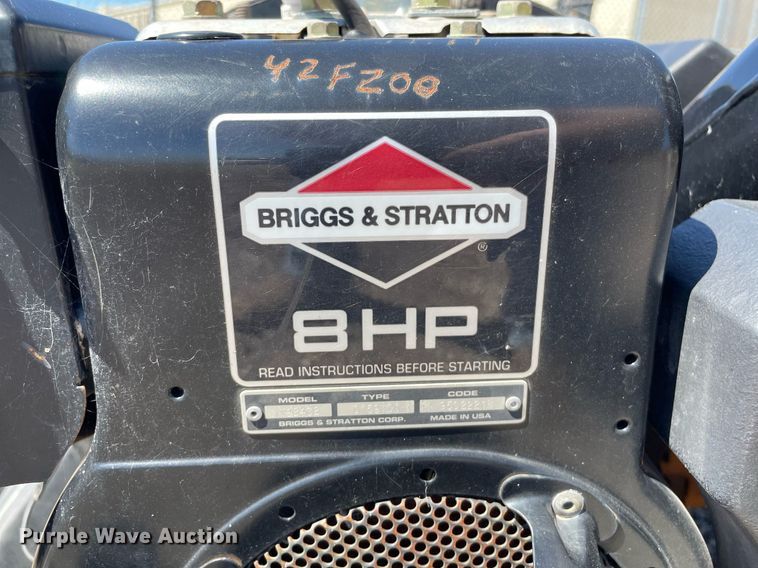 42FZ00
BRIGGS & STRATTON
®
8HP
READ INSTRUCTIONS BEFORE STARTING
MODEL TYPE CODE
BRIGGS & STRATTON CORP. MADE IN USA
Purple Wave Auction